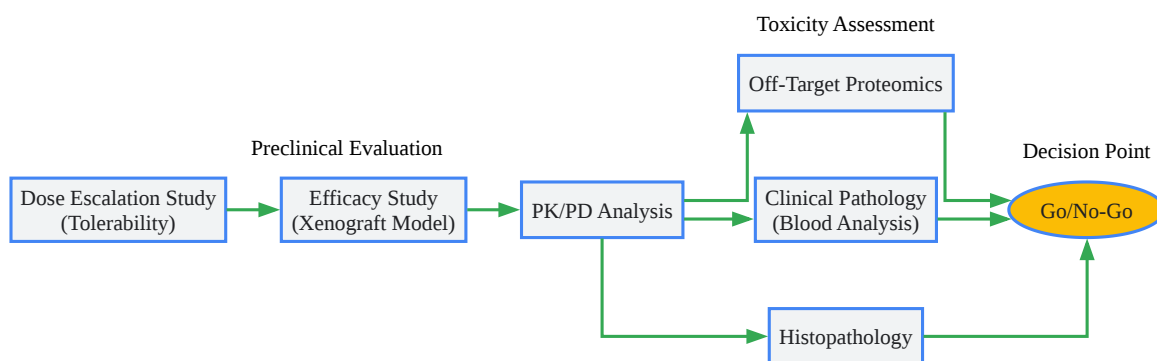 Toxicity Assessment
Off-Target Proteomics
Preclinical Evaluation
Decision Point
Dose Escalation Study
(Tolerability)
Efficacy Study
(Xenograft Model)
PK/PD Analysis
Clinical Pathology
(Blood Analysis)
Go/No-Go
Histopathology